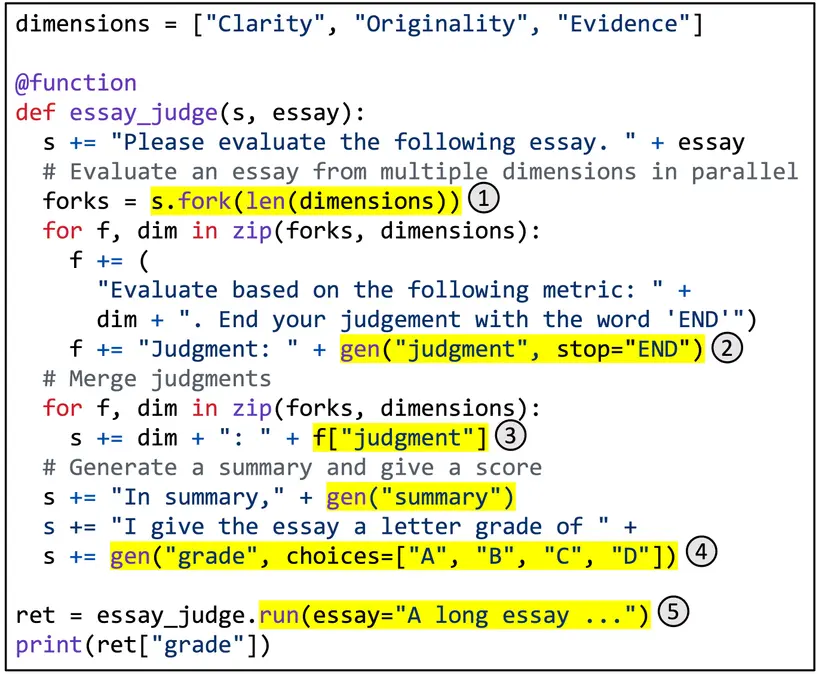 dimensions = ["Clarity", "Originality", "Evidence"]
@function
def essay_judge(s, essay):
s += "Please evaluate the following essay. " + essay
# Evaluate an essay from multiple dimensions in parallel
forks = s.fork(len(dimensions)) 1
for f, dim in zip(forks, dimensions):
f += (
"Evaluate based on the following metric: " +
dim + ". End your judgement with the word 'END'")
f += "Judgment: " + gen("judgment", stop="END") 2
# Merge judgments
for f, dim in zip(forks, dimensions):
s += dim + ": " + f["judgment"] 3
# Generate a summary and give a score
s += "In summary," + gen("summary")
s += "I give the essay a letter grade of " +
s += gen("grade", choices=["A", "B", "C", "D"]) 4
ret = essay_judge.run(essay="A long essay ...") 5
print(ret["grade"])